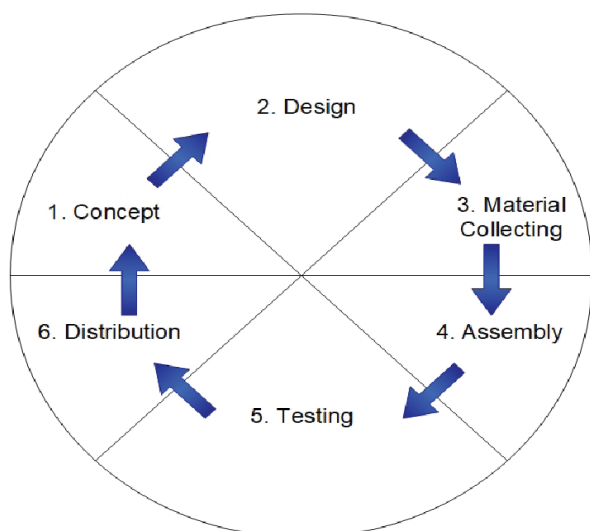 2. Design
1. Concept
3. Material
Collecting
6. Distribution
4. Assembly
5. Testing